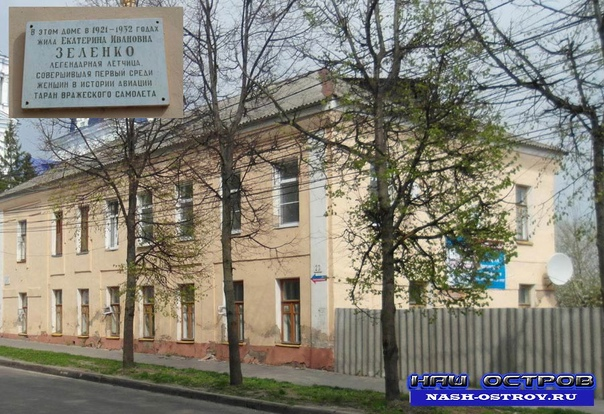 В ЭТОМ ДОМЕ В 1921-1932 ГОДАХ
ЖИЛА ЕКАТЕРИНА ИВАНОВНА
ЗЕЛЕНКО
ЛЕГЕНДАРНАЯ ЛЕТЧИЦА,
СОВЕРШИВШАЯ ПЕРВЫЙ СРЕДИ
ЖЕНЩИН В ИСТОРИИ АВИАЦИИ
ТАРАН ВРАЖЕСКОГО САМОЛЕТА
НАШ ОСТРОВ
NASH-OSTROV.RU